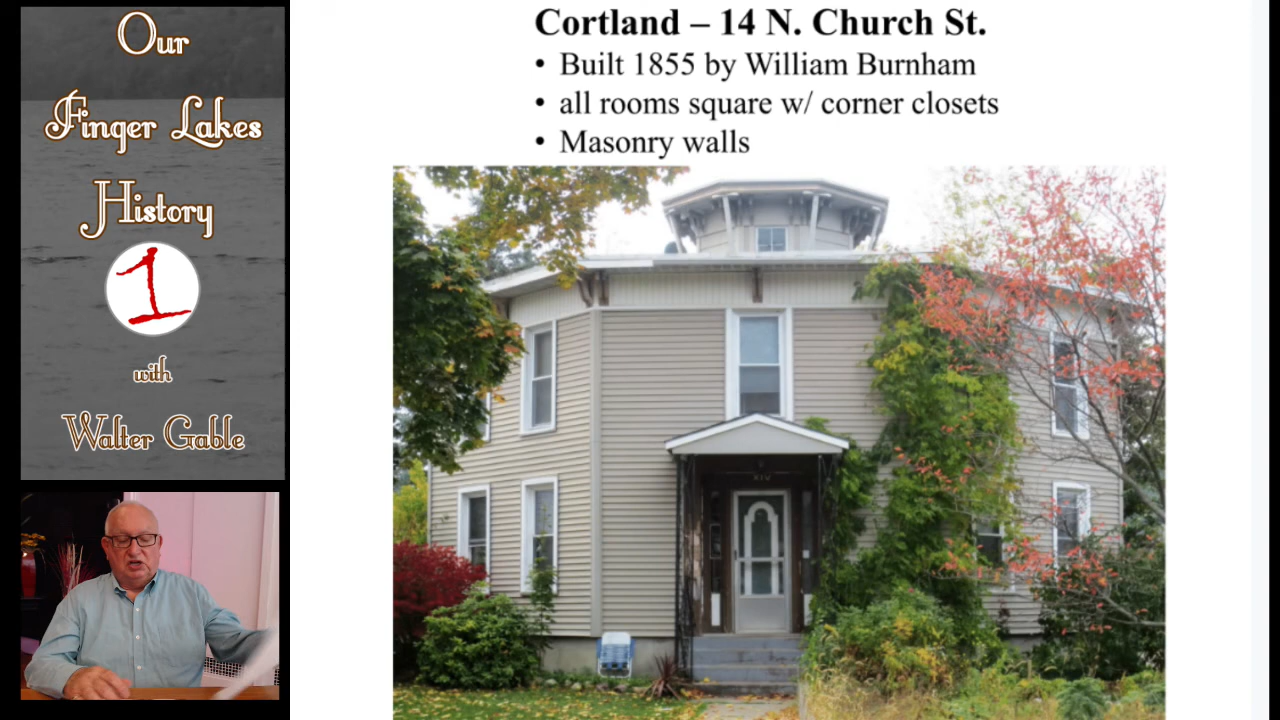 Our
Finger Lakes
History
1
with
Walter Gable
Cortland – 14 N. Church St.
• Built 1855 by William Burnham
• all rooms square w/ corner closets
• Masonry walls
XIV